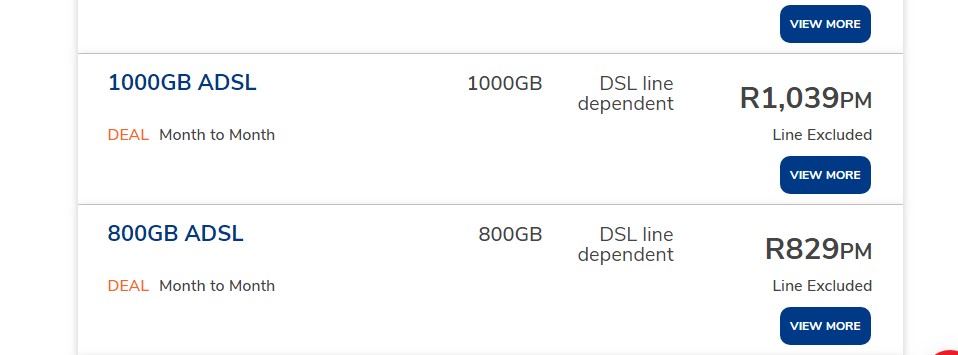 VIEW MORE
1000GB ADSL
1000GB
DSL line
dependent
R1,039PM
DEAL Month to Month
Line Excluded
VIEW MORE
800GB ADSL
800GB
DSL line
dependent
R829PM
DEAL Month to Month
Line Excluded
VIEW MORE